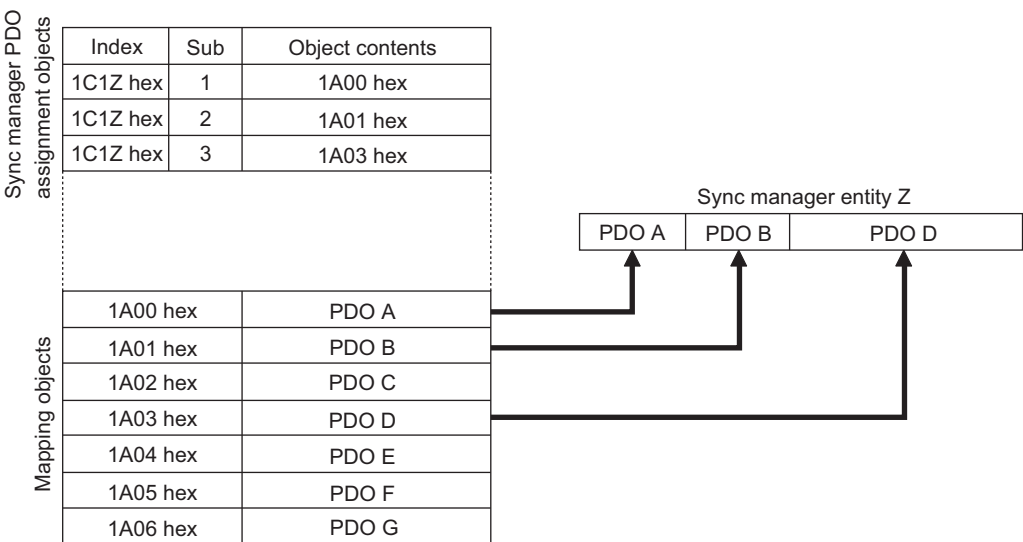 Sync manager PDO
assignment objects
Index Sub Object contents
1C1Z hex 1 1A00 hex
1C1Z hex 2 1A01 hex
1C1Z hex 3 1A03 hex
Sync manager entity Z
PDO A PDO B PDO D
Mapping objects
1A00 hex PDO A
1A01 hex PDO B
1A02 hex PDO C
1A03 hex PDO D
1A04 hex PDO E
1A05 hex PDO F
1A06 hex PDO G